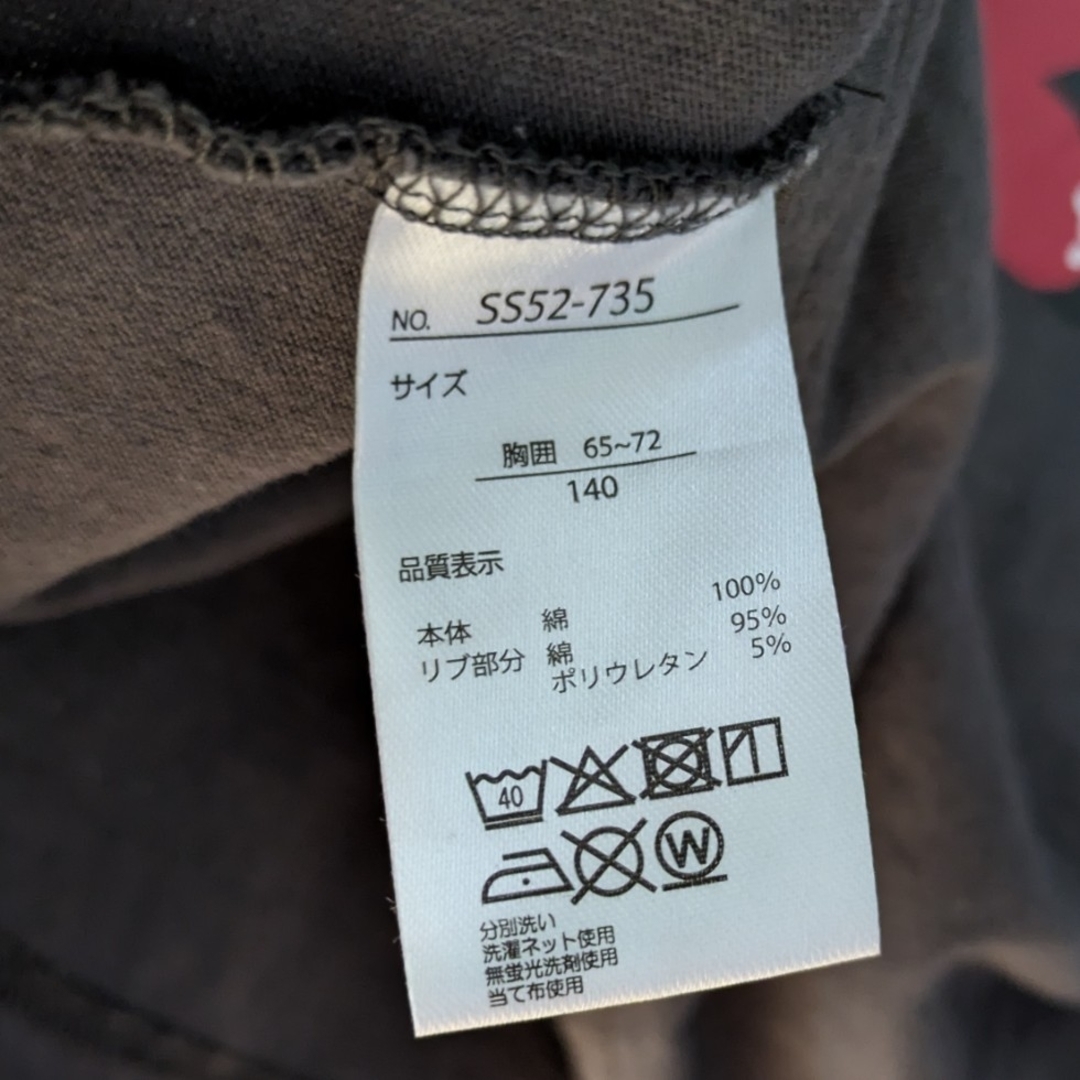 NO. SS52-735
サイズ
胸囲 65~72
140
品質表示
本体 綿 100%
リブ部分 綿 95%
ポリウレタン 5%
40
W
分別洗い
洗濯ネット使用
無蛍光洗剤使用
当て布使用